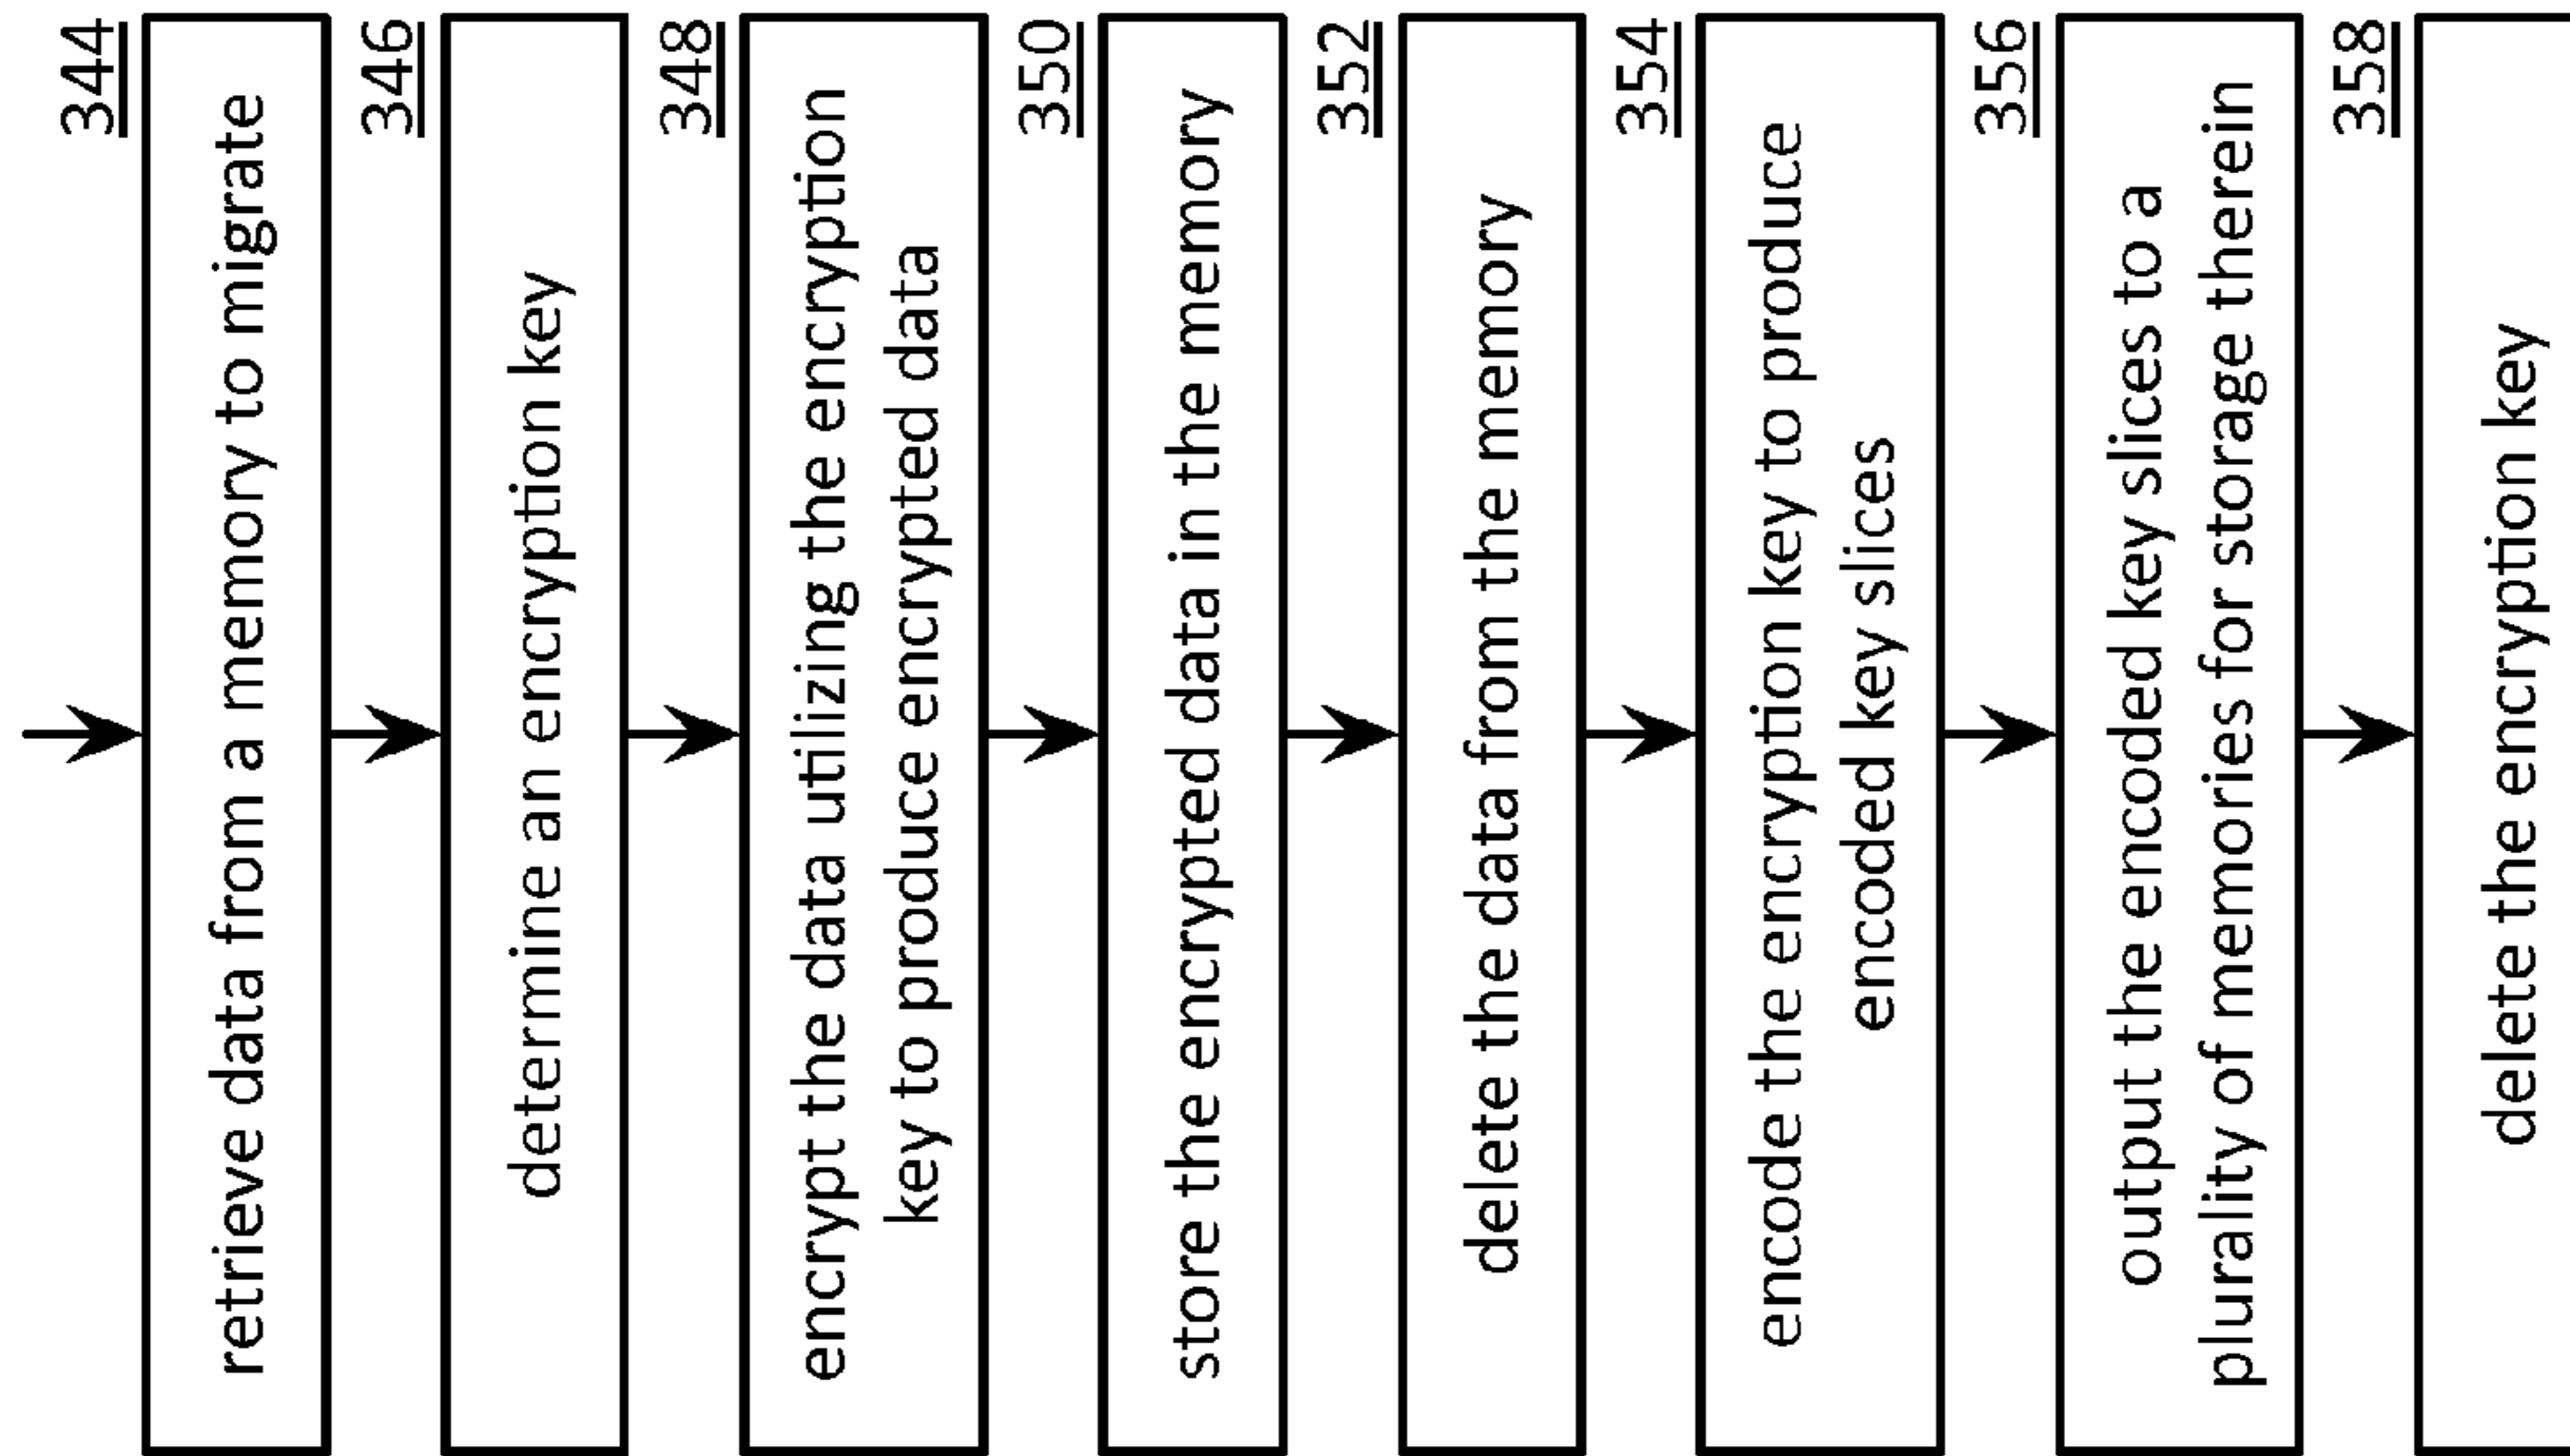 344
retrieve data from a memory to migrate
346
determine an encryption key
348
encrypt the data utilizing the encryption
key to produce encrypted data
350
store the encrypted data in the memory
352
delete the data from the memory
354
encode the encryption key to produce
encoded key slices
356
output the encoded key slices to a
plurality of memories for storage therein
358
delete the encryption key